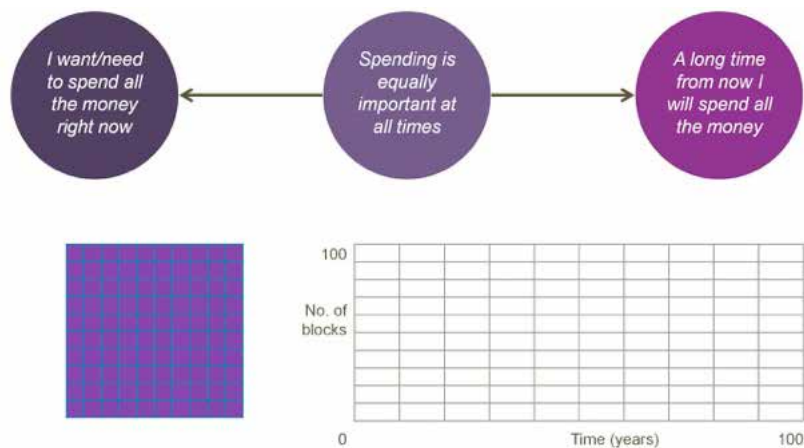 I want/need
to spend all
the money
right now
Spending is
equally
important at
all times
A long time
from now I
will spend all
the money
100
No. of
blocks
0
Time (years)
100